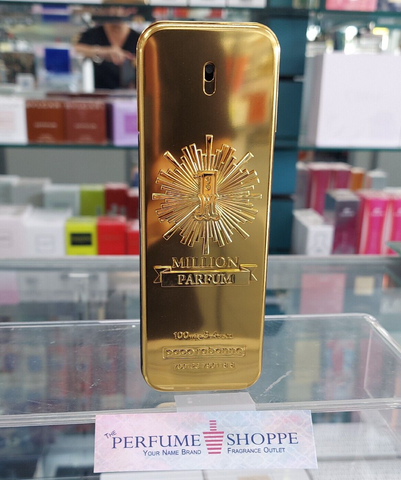 1
MILLION
PARFUM
100ml
paco rabanne
The PERFUME SHOPPE
YOUR NAME BRAND FRAGRANCE OUTLET